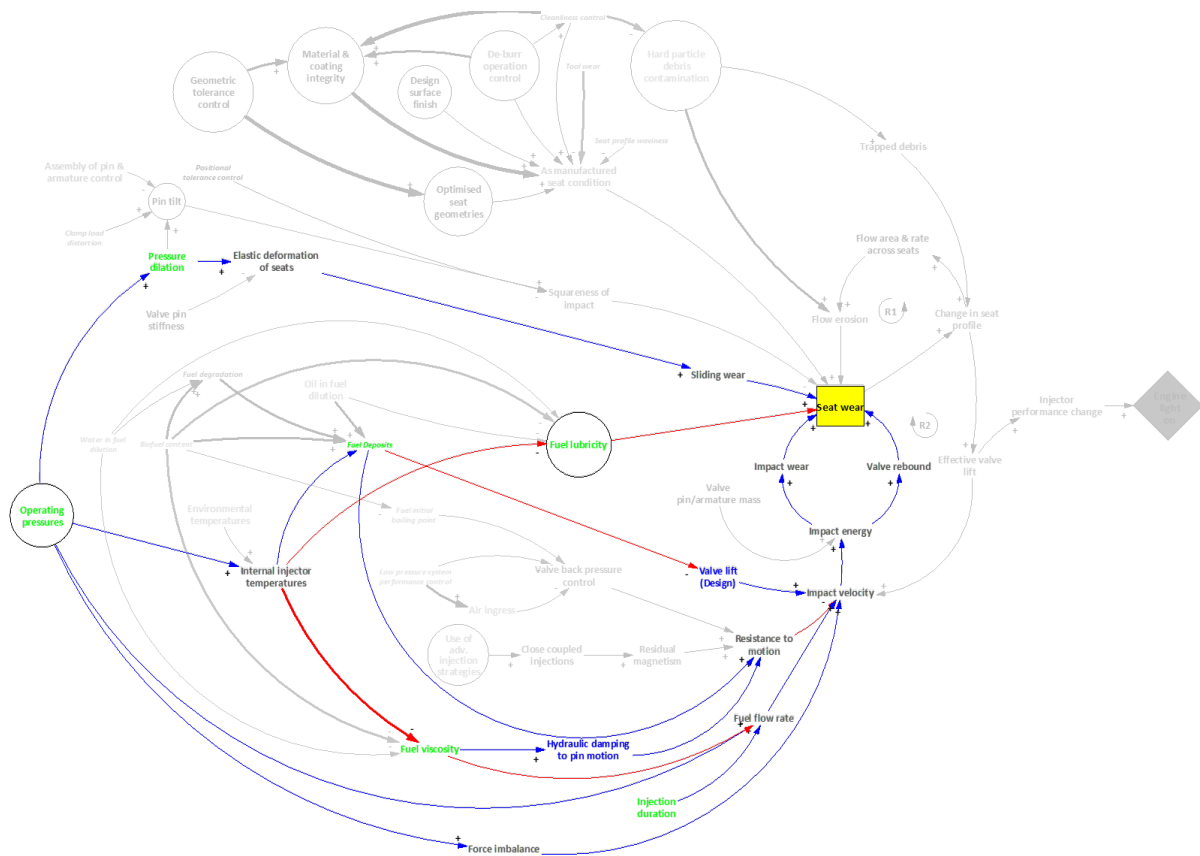 Cleanliness control
Material &
coating
integrity
De-burr
operation
control
Hard particle
debris
contamination
Geometric
tolerance
control
Design
surface
finish
Tool wear
Seat profile waviness
Trapped debris
Assembly of pin &
armature control
Positional
tolerance control
As manufactured
seat condition
Pin tilt
Optimised
seat
geometries
Clamp load
distortion
Pressure
dilation
Elastic deformation
of seats
Flow area & rate
across seats
Valve pin
stiffness
Squareness of
impact
R1
Flow erosion
Change in seat
profile
Fuel degradation
Sliding wear
Oil in fuel
dilution
Seat wear
Injector
performance change
Engine light
on
R2
Water in fuel
dilution
Biofuel content
Fuel Deposits
Fuel lubricity
Impact wear
Valve rebound
Effective valve
lift
Valve
pin/armature mass
Operating
pressures
Environmental
temperatures
Fuel initial
boiling point
Impact energy
Internal injector
temperatures
Low pressure system
performance control
Valve back pressure
control
Valve lift
(Design)
Impact velocity
Air ingress
Use of
adv.
injection
strategies
Close coupled
injections
Residual
magnetism
Resistance to
motion
Fuel flow rate
Fuel viscosity
Hydraulic damping
to pin motion
Injection
duration
Force imbalance